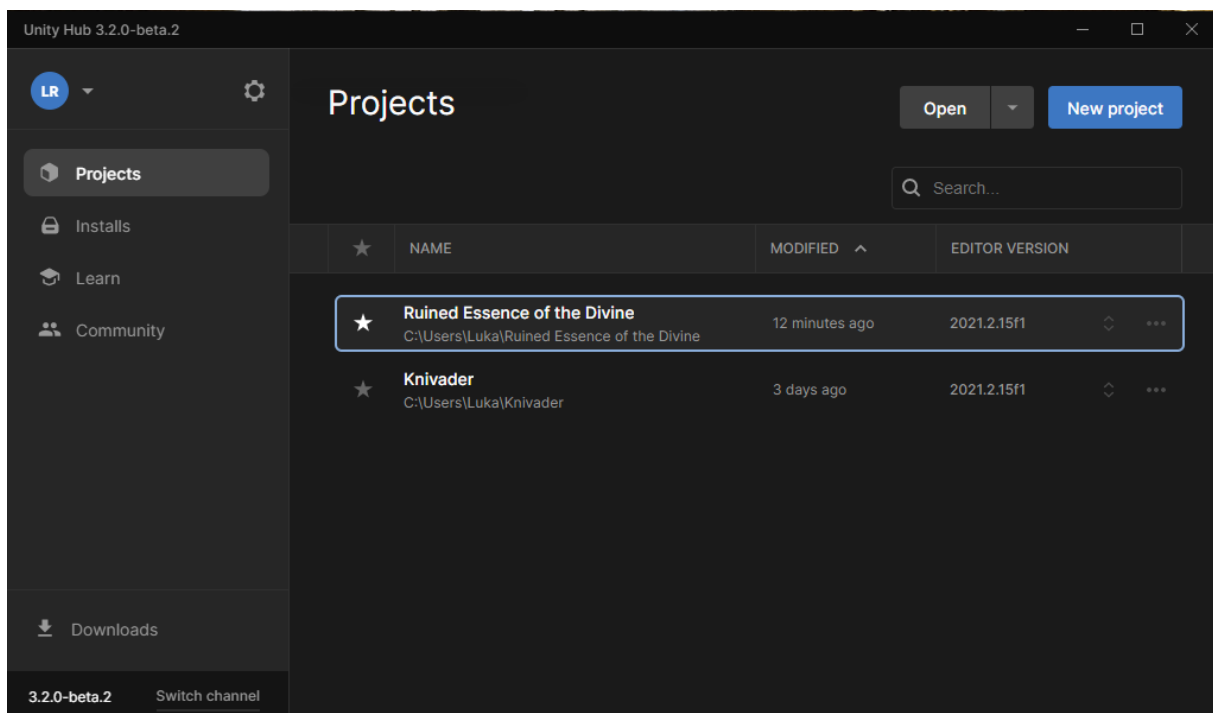 Unity Hub 3.2.0-beta.2
LR
Projects
Open
New project
Projects
Installs
Learn
Community
Search...
NAME MODIFIED EDITOR VERSION
Ruined Essence of the Divine
C:\Users\Luka\Ruined Essence of the Divine
12 minutes ago
2021.2.15f1
Knivader
C:\Users\Luka\Knivader
3 days ago
2021.2.15f1
Downloads
3.2.0-beta.2 Switch channel